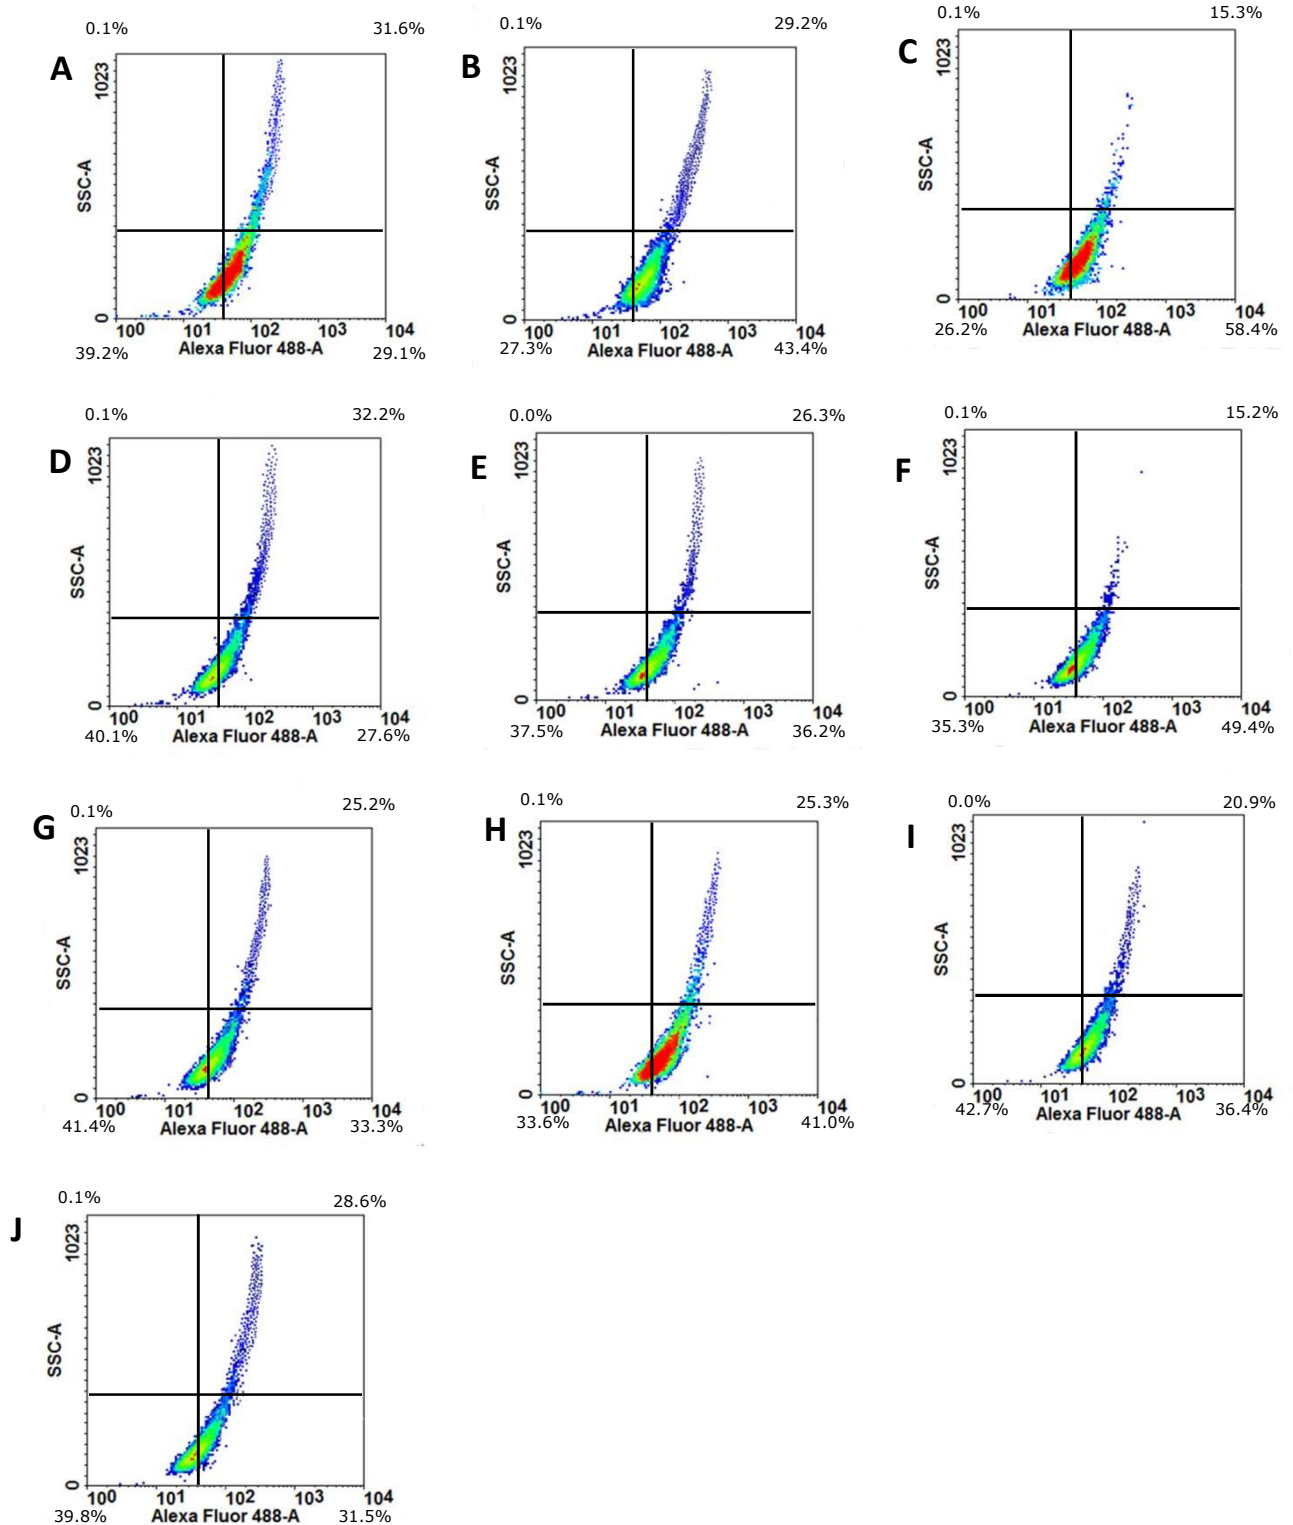 0.1% 31.6%
A
1023
SSC-A
0
100 101 102 103 104
39.2% Alexa Fluor 488-A 29.1%
0.1% 29.2%
B
1023
SSC-A
0
100 101 102 103 104
27.3% Alexa Fluor 488-A 43.4%
0.1% 15.3%
C
1023
SSC-A
0
100 101 102 103 104
26.2% Alexa Fluor 488-A 58.4%
0.1% 32.2%
D
1023
SSC-A
0
100 101 102 103 104
40.1% Alexa Fluor 488-A 27.6%
0.0% 26.3%
E
1023
SSC-A
0
100 101 102 103 104
37.5% Alexa Fluor 488-A 36.2%
0.1% 15.2%
F
1023
SSC-A
0
100 101 102 103 104
35.3% Alexa Fluor 488-A 49.4%
0.1% 25.2%
G
1023
SSC-A
0
100 101 102 103 104
41.4% Alexa Fluor 488-A 33.3%
0.1% 25.3%
H
1023
SSC-A
0
100 101 102 103 104
33.6% Alexa Fluor 488-A 41.0%
0.0% 20.9%
I
1023
SSC-A
0
100 101 102 103 104
42.7% Alexa Fluor 488-A 36.4%
0.1% 28.6%
J
1023
SSC-A
0
100 101 102 103 104
39.8% Alexa Fluor 488-A 31.5%